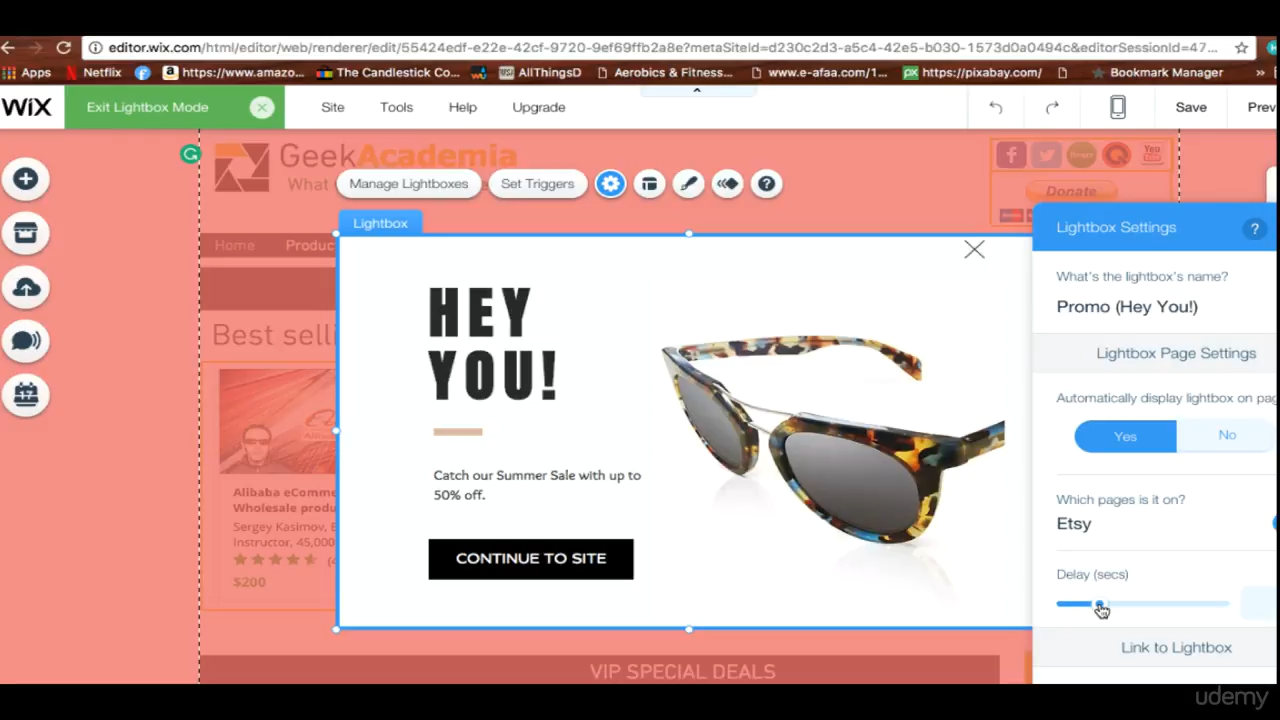 editor.wix.com/html/editor/web/renderer/edit/55424edf-e22e-42cf-9720-9ef69ffb2a8e?metaSiteId=d230c2d3-a5c4-42e5-b030-1573d0a0494c&editorSessionId=47...
Apps Netflix https://www.amazo... The Candlestick Co... AllThingsD Aerobics & Fitness... www.e-afaa.com/1... https://pixabay.com/ Bookmark Manager »
WiX Exit Lightbox Mode Site Tools Help Upgrade Save Prev
GeekAcademia
What
Manage Lightboxes Set Triggers
Donate
Lightbox
Lightbox Settings ?
Home Produc
What's the lightbox's name?
Promo (Hey You!)
HEY
YOU!
Best selli
Lightbox Page Settings
Automatically display lightbox on pag
Yes No
Catch our Summer Sale with up to
50% off.
CONTINUE TO SITE
Alibaba eComme
Wholesale produ
Sergey Kasimov, E
Instructor, 45,000
$200
Which pages is it on?
Etsy
Delay (secs)
Link to Lightbox
VIP SPECIAL DEALS
udemy